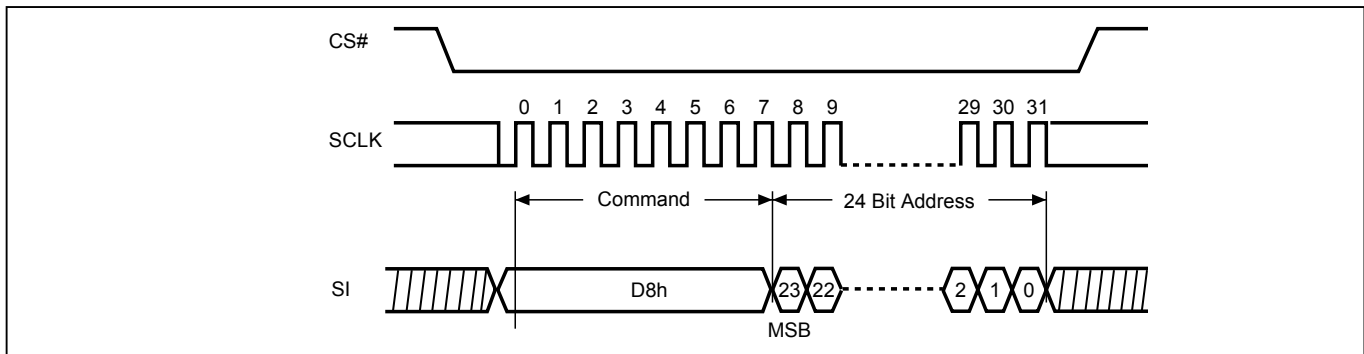 CS#
0 1 2 3 4 5 6 7 8 9 29 30 31
SCLK
Command 24 Bit Address
SI D8h 23 22 2 1 0
MSB